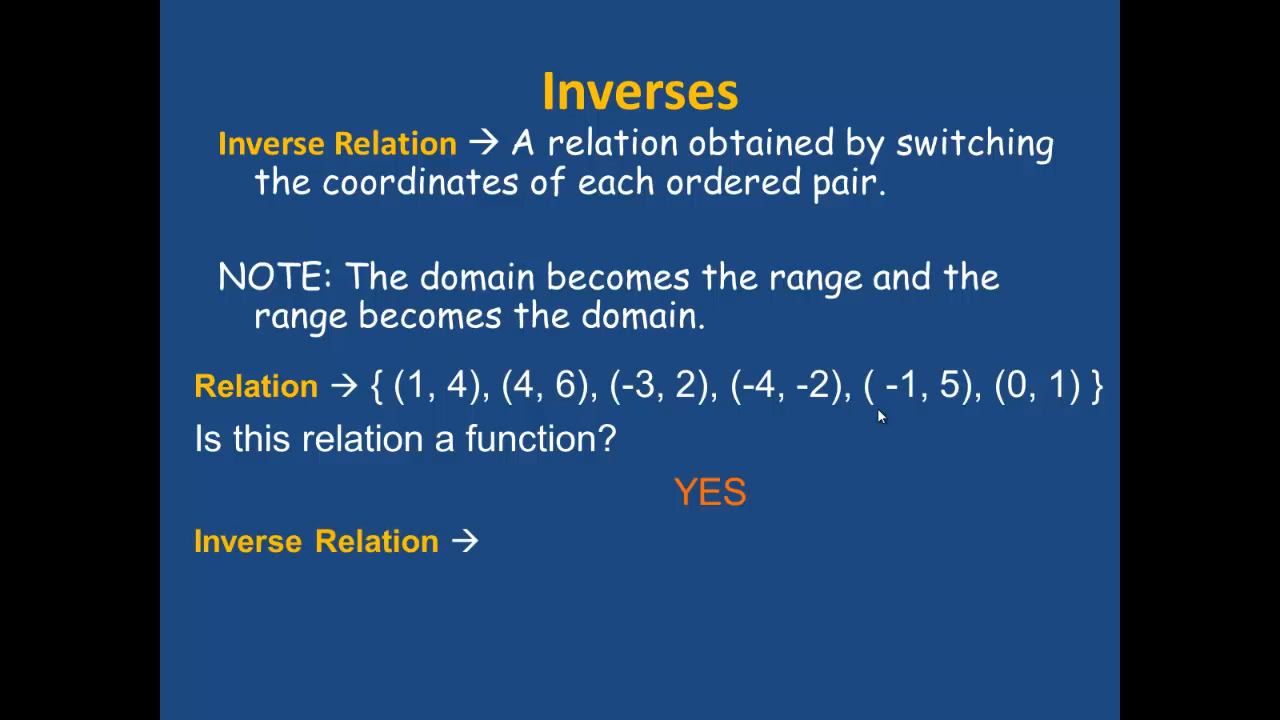 Inverses
Inverse Relation → A relation obtained by switching
the coordinates of each ordered pair.
NOTE: The domain becomes the range and the
range becomes the domain.
Relation → { (1, 4), (4, 6), (-3, 2), (-4, -2), ( -1, 5), (0, 1) }
Is this relation a function?
YES
Inverse Relation →